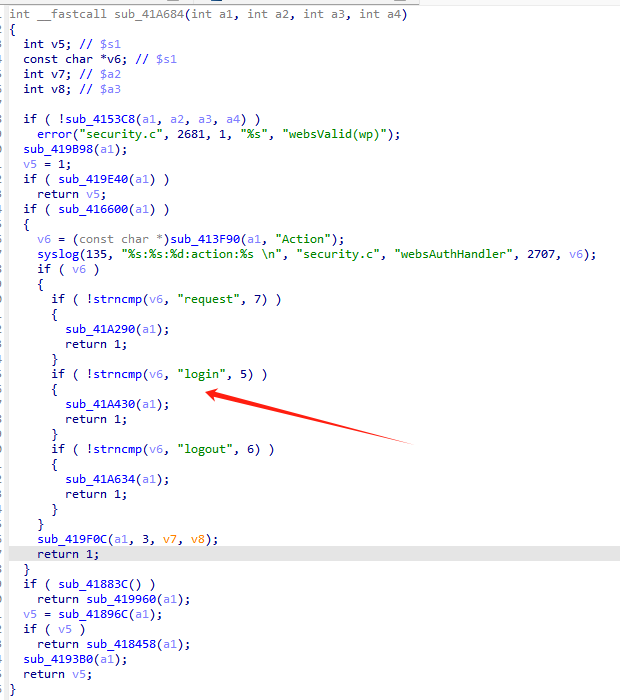 int __fastcall sub_41A684(int a1, int a2, int a3, int a4)
{
int v5; // $s1
const char *v6; // $s1
int v7; // $a2
int v8; // $a3
if ( !sub_4153C8(a1, a2, a3, a4) )
error("security.c", 2681, 1, "%s", "websValid(wp)");
sub_419B98(a1);
v5 = 1;
if ( sub_419E40(a1) )
return v5;
if ( sub_416600(a1) )
{
v6 = (const char *)sub_413F90(a1, "Action");
syslog(135, "%s:%s:%d:action:%s \n", "security.c", "websAuthHandler", 2707, v6);
if ( v6 )
{
if ( !strncmp(v6, "request", 7) )
{
sub_41A290(a1);
return 1;
}
if ( !strncmp(v6, "login", 5) )
{
sub_41A430(a1);
return 1;
}
if ( !strncmp(v6, "logout", 6) )
{
sub_41A634(a1);
return 1;
}
}
sub_419F0C(a1, 3, v7, v8);
return 1;
}
if ( sub_41883C() )
return sub_419960(a1);
v5 = sub_41896C(a1);
if ( v5 )
return sub_418458(a1);
sub_4193B0(a1);
return v5;
}